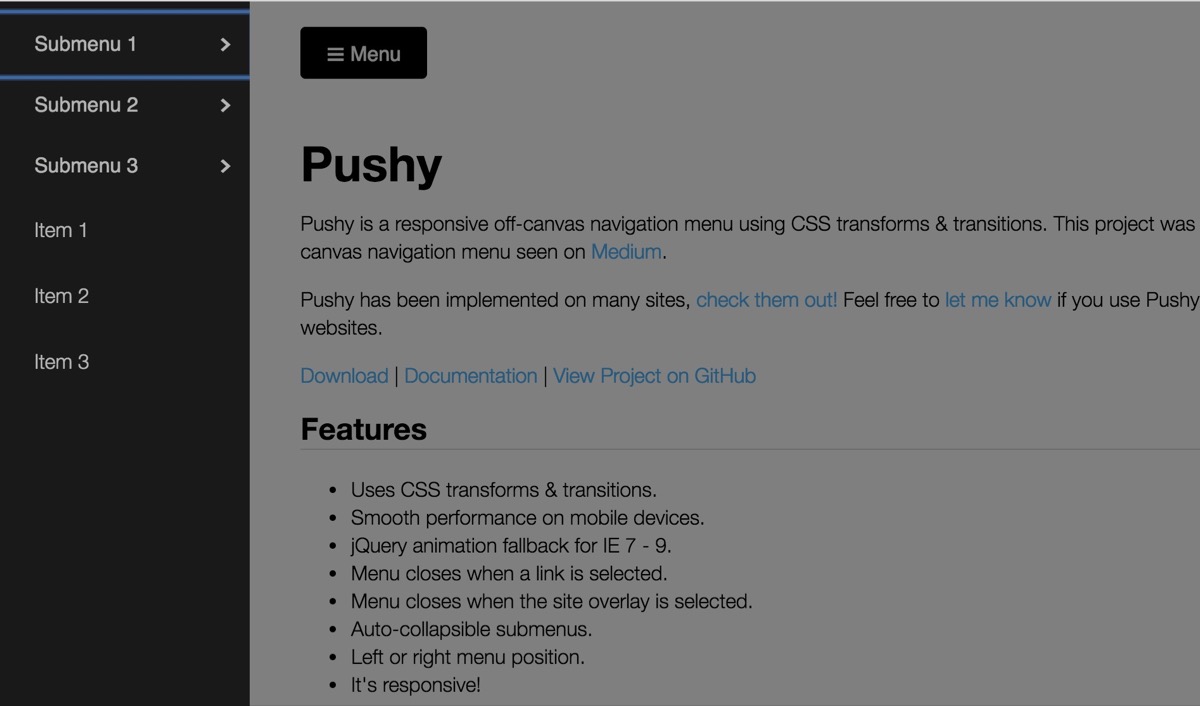 Submenu 1
Submenu 2
Submenu 3
Item 1
Item 2
Item 3
Menu
Pushy
Pushy is a responsive off-canvas navigation menu using CSS transforms & transitions. This project was
canvas navigation menu seen on Medium.
Pushy has been implemented on many sites, check them out! Feel free to let me know if you use Pushy
websites.
Download | Documentation | View Project on GitHub
Features
• Uses CSS transforms & transitions.
• Smooth performance on mobile devices.
• jQuery animation fallback for IE 7 - 9.
• Menu closes when a link is selected.
• Menu closes when the site overlay is selected.
• Auto-collapsible submenus.
• Left or right menu position.
• It's responsive!